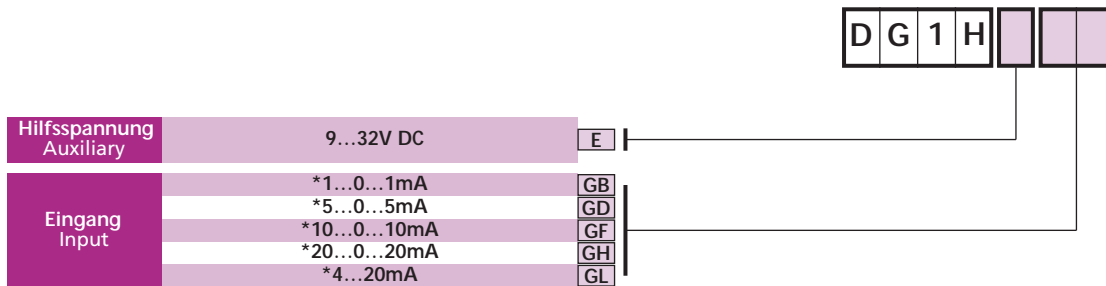 D G 1 H
Hilfsspannung
Auxiliary
9...32V DC
E
Eingang
Input
*1...0...1mA
GB
*5...0...5mA
GD
*10...0...10mA
GF
*20...0...20mA
GH
*4...20mA
GL